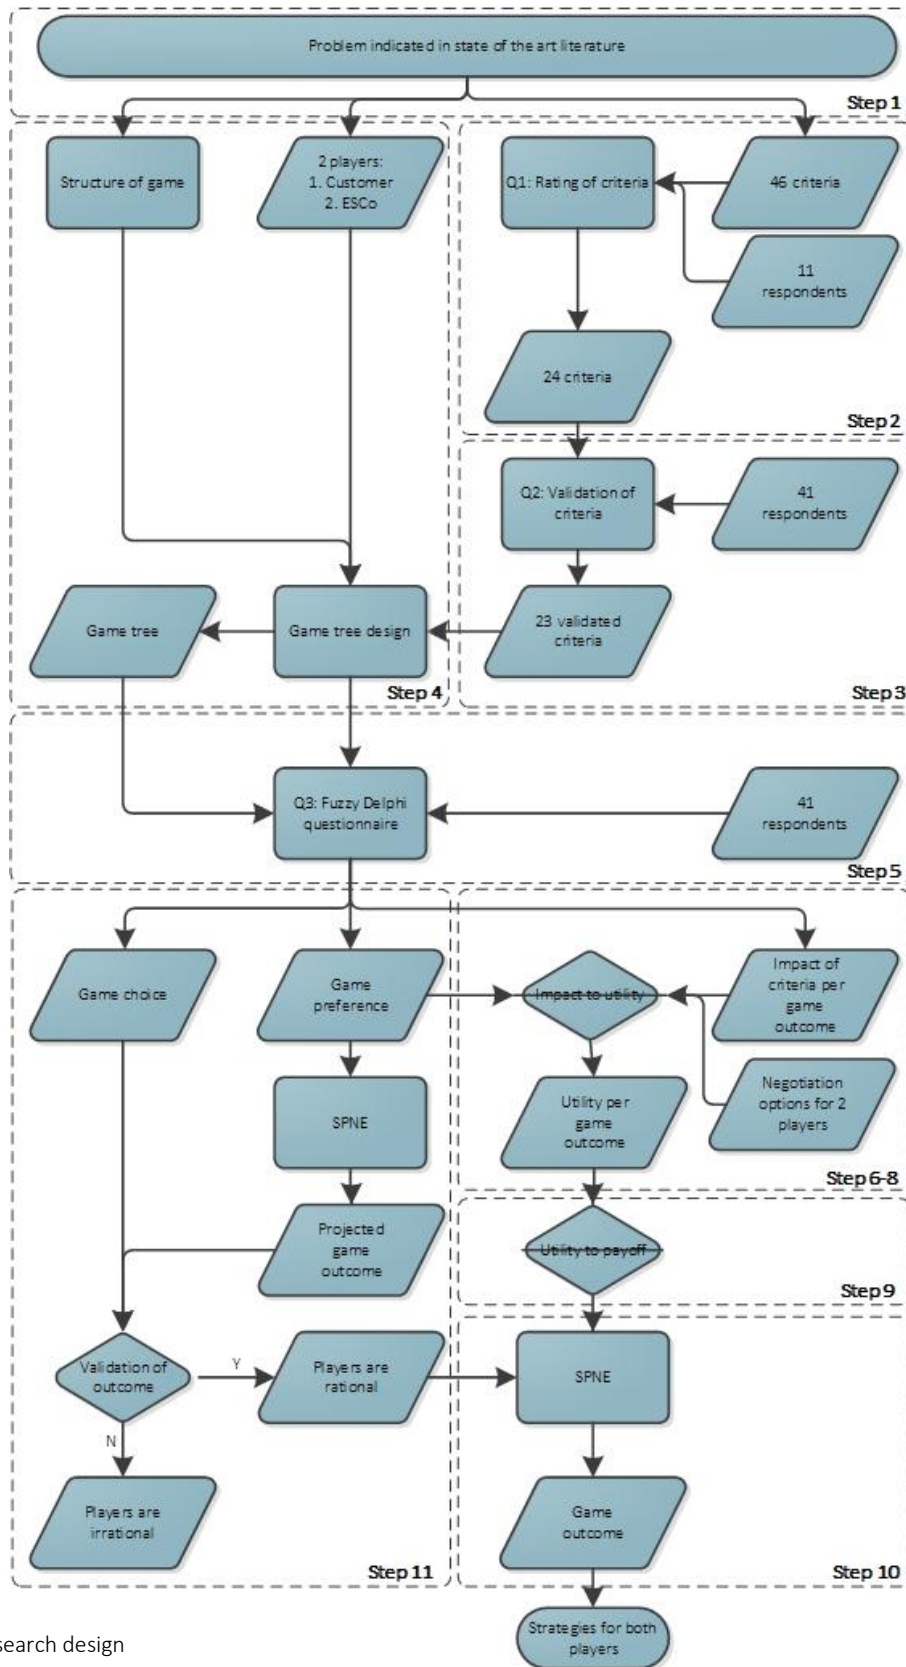 Problem indicated in state of the art literature
Step 1
Structure of game
2 players:
1. Customer
2. ESCo
Q1: Rating of criteria
46 criteria
11
respondents
24 criteria
Step 2
Q2: Validation of
criteria
41
respondents
Game tree
Game tree design
23 validated
criteria
Step 4
Step 3
Q3: Fuzzy Delphi
questionnaire
41
respondents
Step 5
Game choice
Game
preference
Impact to utility
Impact of
criteria per
game
outcome
SPNE
Utility per
game
outcome
Negotiation
options for 2
players
Step 6-8
Projected
game
outcome
Utility to payoff
Step 9
Validation of
outcome
Y
Players are
rational
SPNE
N
Players are
irrational
Game
outcome
Step 11
Step 10
Strategies for both
players
search design